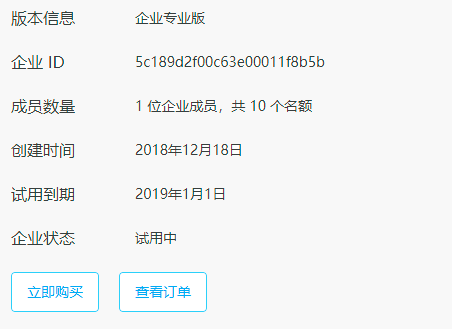 版本信息 企业专业版
企业 ID 5c189d2f00c63e00011f8b5b
成员数量 1 位企业成员，共 10 个名额
创建时间 2018年12月18日
试用到期 2019年1月1日
企业状态 试用中
立即购买 查看订单